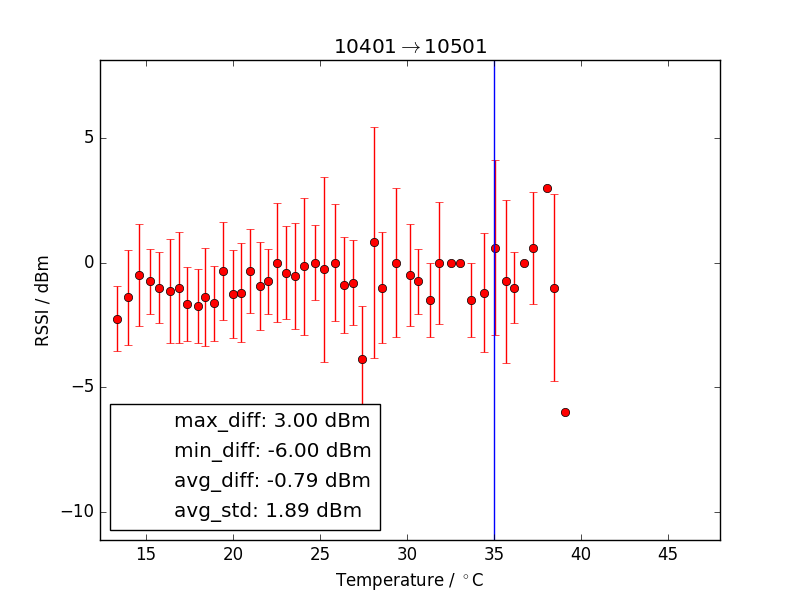 10401→10501
5
0
−5
−10
RSSI / dBm
max_diff: 3.00 dBm
min_diff: -6.00 dBm
avg_diff: -0.79 dBm
avg_std: 1.89 dBm
15 20 25 30 35 40 45
Temperature / °C